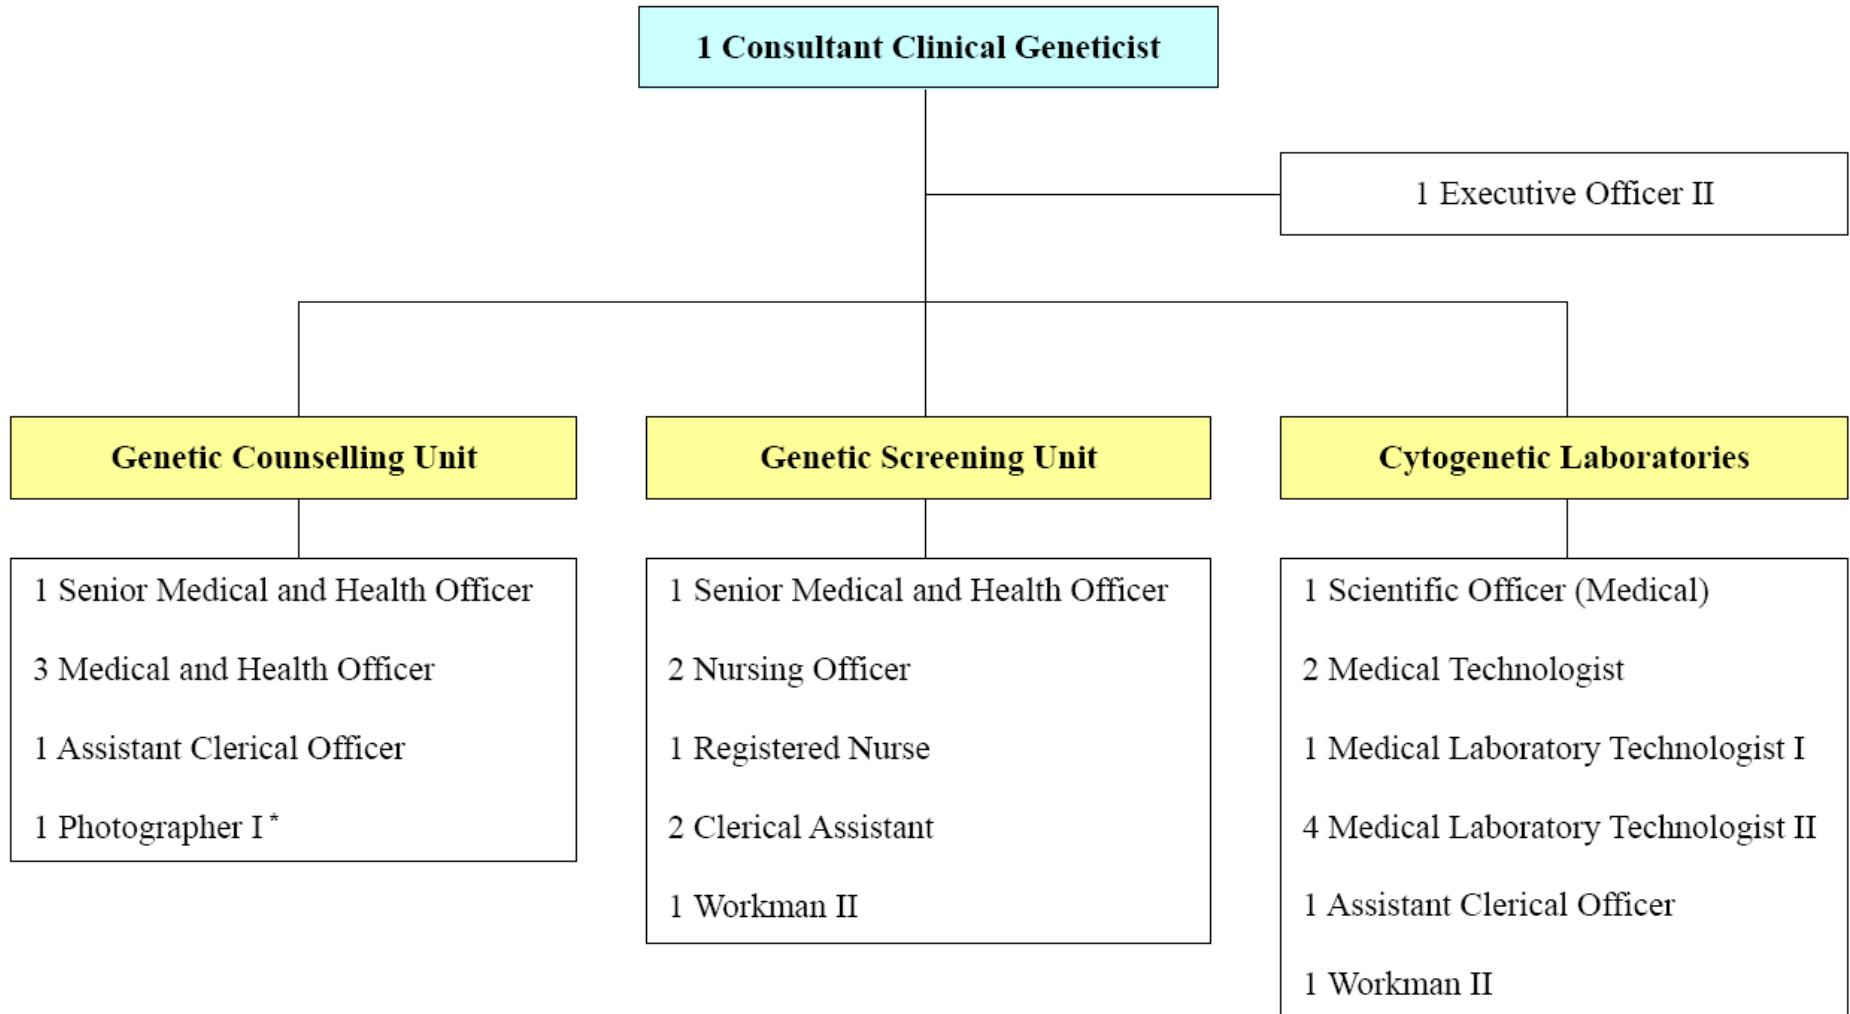 1 Consultant Clinical Geneticist
1 Executive Officer II
Genetic Counselling Unit
1 Senior Medical and Health Officer
3 Medical and Health Officer
1 Assistant Clerical Officer
1 Photographer I *
Genetic Screening Unit
1 Senior Medical and Health Officer
2 Nursing Officer
1 Registered Nurse
2 Clerical Assistant
1 Workman II
Cytogenetic Laboratories
1 Scientific Officer (Medical)
2 Medical Technologist
1 Medical Laboratory Technologist I
4 Medical Laboratory Technologist II
1 Assistant Clerical Officer
1 Workman II